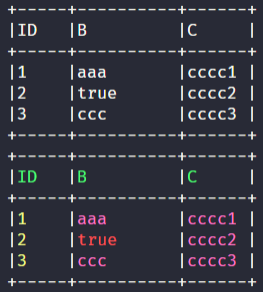 +------+----------+------+
|ID    |B         |C     |
+------+----------+------+
|1     |aaa       |cccc1 |
|2     |true      |cccc2 |
|3     |ccc       |cccc3 |
+------+----------+------+
+------+----------+------+
|ID    |B         |C     |
+------+----------+------+
|1     |aaa       |cccc1 |
|2     |true      |cccc2 |
|3     |ccc       |cccc3 |
+------+----------+------+